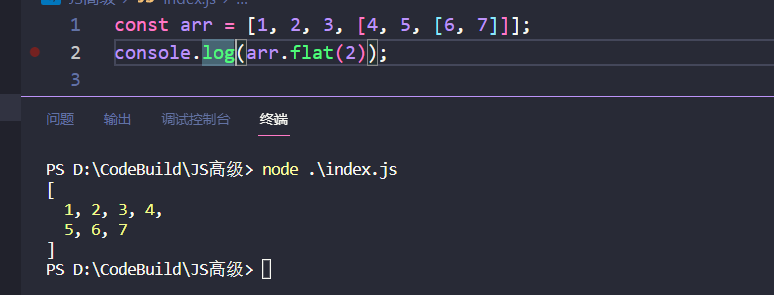 JS高级 > index.js > ...
1 const arr = [1, 2, 3, [4, 5, [6, 7]]];
2 console.log(arr.flat(2));
3
问题 输出 调试控制台 终端
PS D:\CodeBuild\JS高级> node .\index.js
[
1, 2, 3, 4,
5, 6, 7
]
PS D:\CodeBuild\JS高级>